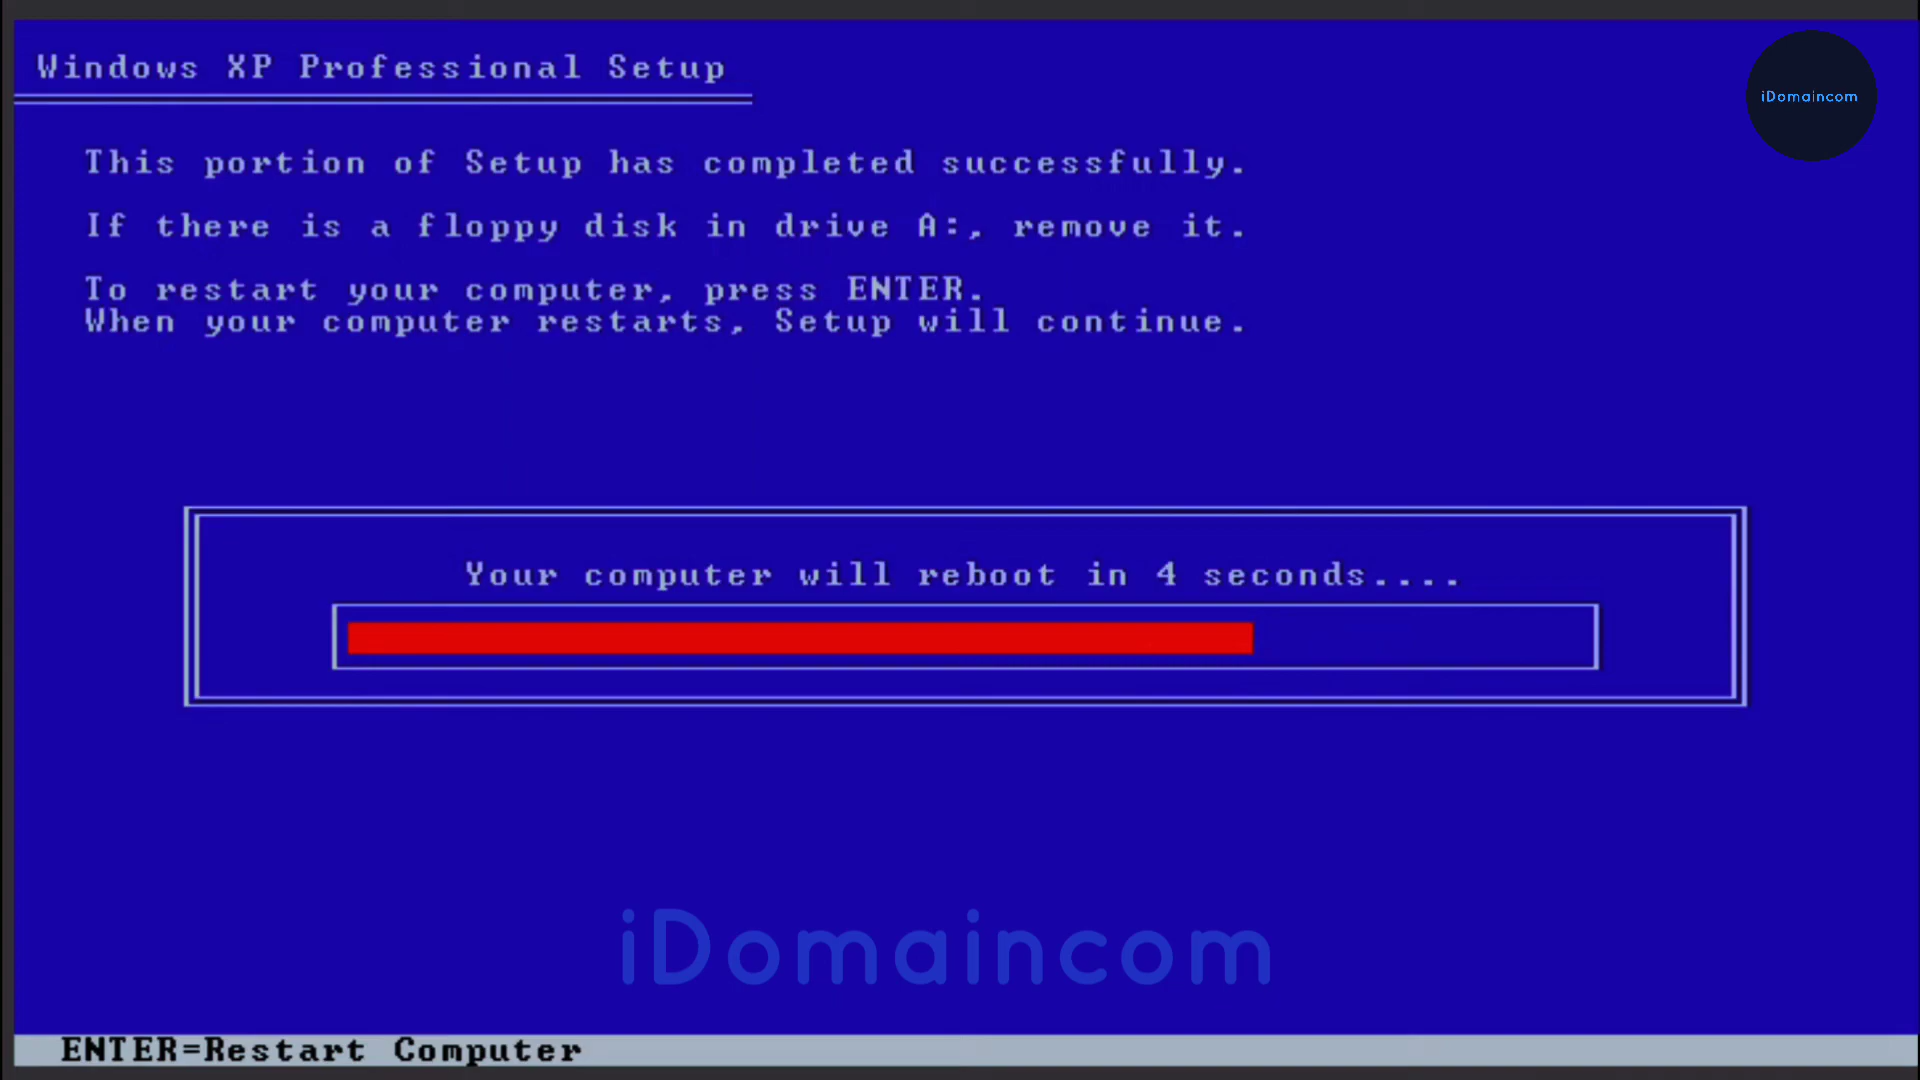 Windows XP Professional Setup
iDomaincom
This portion of Setup has completed successfully.
If there is a floppy disk in drive A:, remove it.
To restart your computer, press ENTER.
When your computer restarts, Setup will continue.
Your computer will reboot in 4 seconds....
iDomaincom
ENTER=Restart Computer